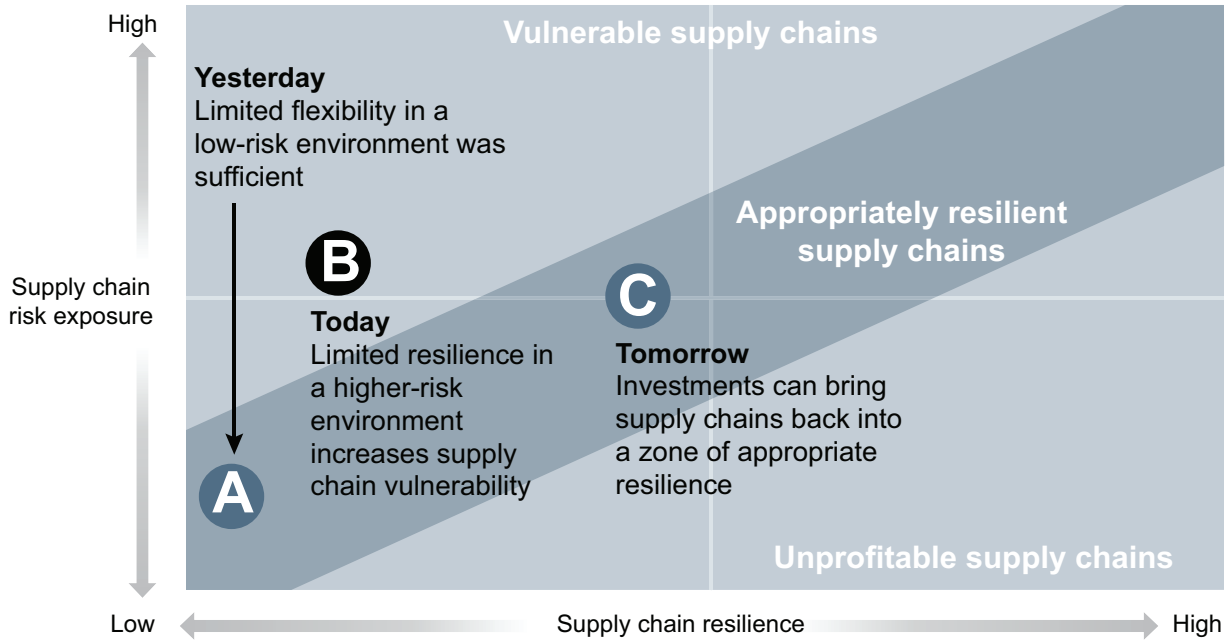 High
Vulnerable supply chains
Yesterday
Limited flexibility in a
low-risk environment was
sufficient
Appropriately resilient
supply chains
B
C
Supply chain
risk exposure
Today
Limited resilience in
a higher-risk
environment
increases supply
chain vulnerability
Tomorrow
Investments can bring
supply chains back into
a zone of appropriate
resilience
A
Unprofitable supply chains
Low
Supply chain resilience
High